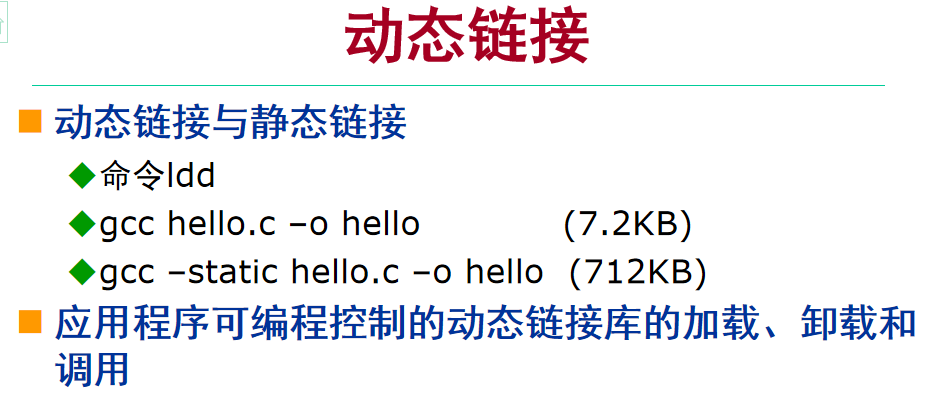 动态链接
动态链接与静态链接
命令ldd
gcc hello.c –o hello (7.2KB)
gcc –static hello.c –o hello (712KB)
应用程序可编程控制的动态链接库的加载、卸载和
调用